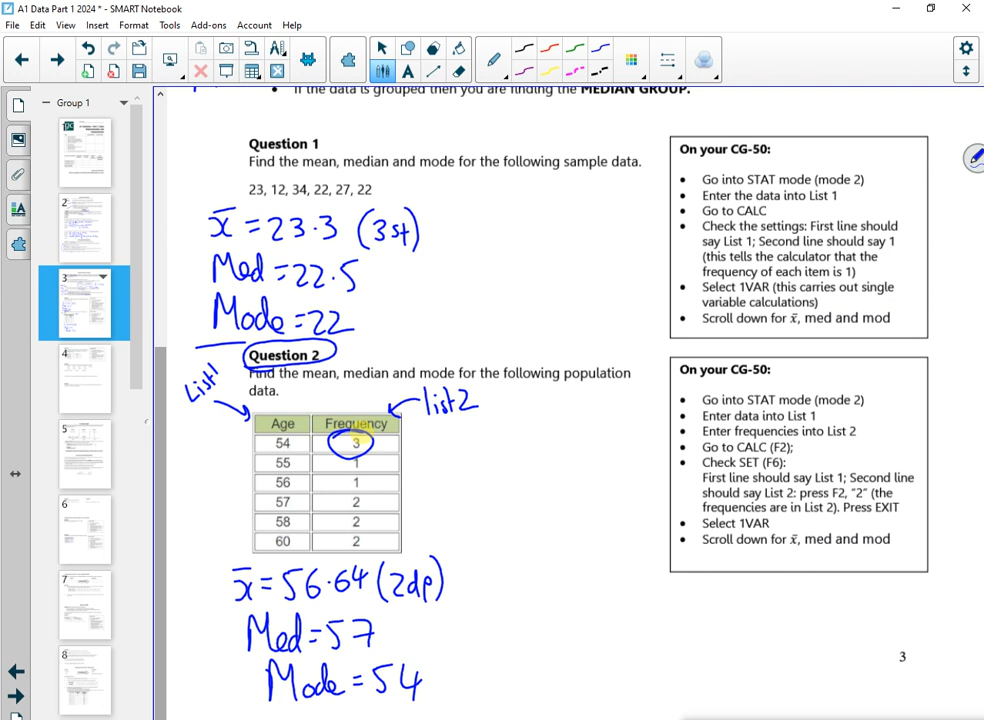 A1 Data Part 1 2024 * - SMART Notebook
File Edit View Insert Format Tools Add-ons Account Help
Group 1
• If the data is grouped then you are finding the MEDIAN GROUP.
Question 1
Find the mean, median and mode for the following sample data.
23, 12, 34, 22, 27, 22
x̄ = 23.3 (3sf)
Med = 22.5
Mode = 22
On your CG-50:
• Go into STAT mode (mode 2)
• Enter the data into List 1
• Go to CALC
• Check the settings: First line should
say List 1; Second line should say 1
(this tells the calculator that the
frequency of each item is 1)
• Select 1VAR (this carries out single
variable calculations)
• Scroll down for x̄, med and mod
Question 2
Find the mean, median and mode for the following population
data.
List1
list2
Age Frequency
54 3
55 1
56 1
57 2
58 2
60 2
x̄ = 56.64 (2dp)
Med = 57
Mode = 54
On your CG-50:
• Go into STAT mode (mode 2)
• Enter data into List 1
• Enter frequencies into List 2
• Go to CALC (F2);
• Check SET (F6):
First line should say List 1; Second line
should say List 2: press F2, "2" (the
frequencies are in List 2). Press EXIT
• Select 1VAR
• Scroll down for x̄, med and mod
3
2
3
4
5
6
7
8